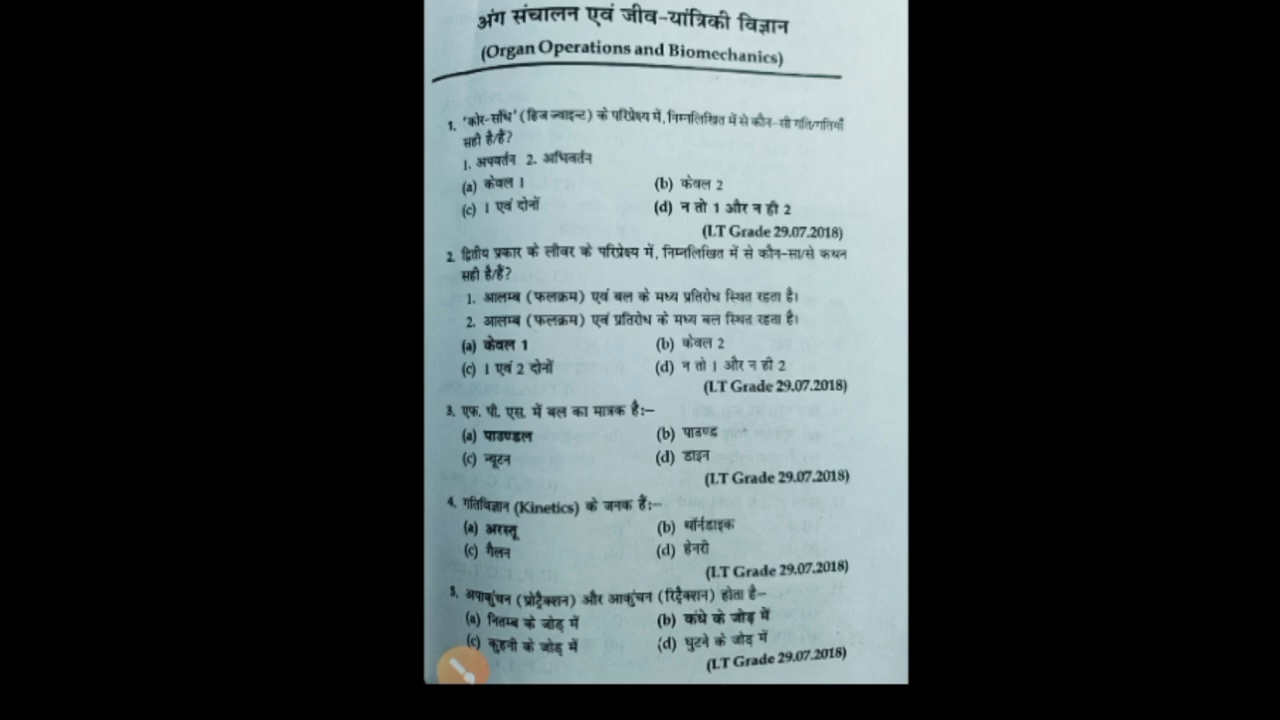 अंग संचालन एवं जीव-यांत्रिकी विज्ञान
(Organ Operations and Biomechanics)
1. 'कोर-संधि' (हिंज ज्वाइन्ट) के परिप्रेक्ष्य में, निम्नलिखित में से कौन-सी गति/गतियाँ
सही है/हैं?
1. अपवर्तन 2. अभिवर्तन
(a) केवल 1 (b) केवल 2
(c) 1 एवं दोनों (d) न तो 1 और न ही 2
(LT Grade 29.07.2018)
2. द्वितीय प्रकार के लीवर के परिप्रेक्ष्य में, निम्नलिखित में से कौन-सा/से कथन
सही है/हैं?
1. आलम्ब (फलक्रम) एवं बल के मध्य प्रतिरोध स्थित रहता है।
2. आलम्ब (फलक्रम) एवं प्रतिरोध के मध्य बल स्थित रहता है।
(a) केवल 1 (b) केवल 2
(c) 1 एवं 2 दोनों (d) न तो 1 और न ही 2
(LT Grade 29.07.2018)
3. एफ. पी. एस. में बल का मात्रक है:–
(a) पाउण्डल (b) पाउण्ड
(c) न्यूटन (d) डाइन
(LT Grade 29.07.2018)
4. गतिविज्ञान (Kinetics) के जनक हैं:–
(a) अरस्तू (b) थॉर्नडाइक
(c) गैलन (d) हेनरी
(LT Grade 29.07.2018)
5. अपाकुंचन (प्रोट्रैक्शन) और आकुंचन (रिट्रैक्शन) होता है–
(a) नितम्ब के जोड़ में (b) कंधे के जोड़ में
(c) कुहनी के जोड़ में (d) घुटने के जोड़ में
(LT Grade 29.07.2018)